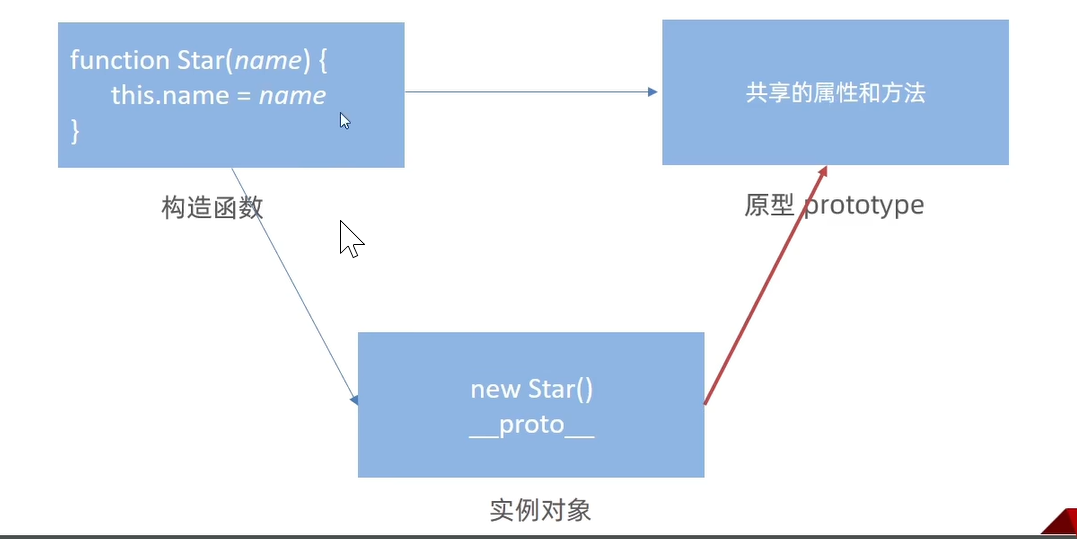 function Star(name) {
this.name = name
}
共享的属性和方法
构造函数
原型 prototype
new Star()
__proto__
实例对象